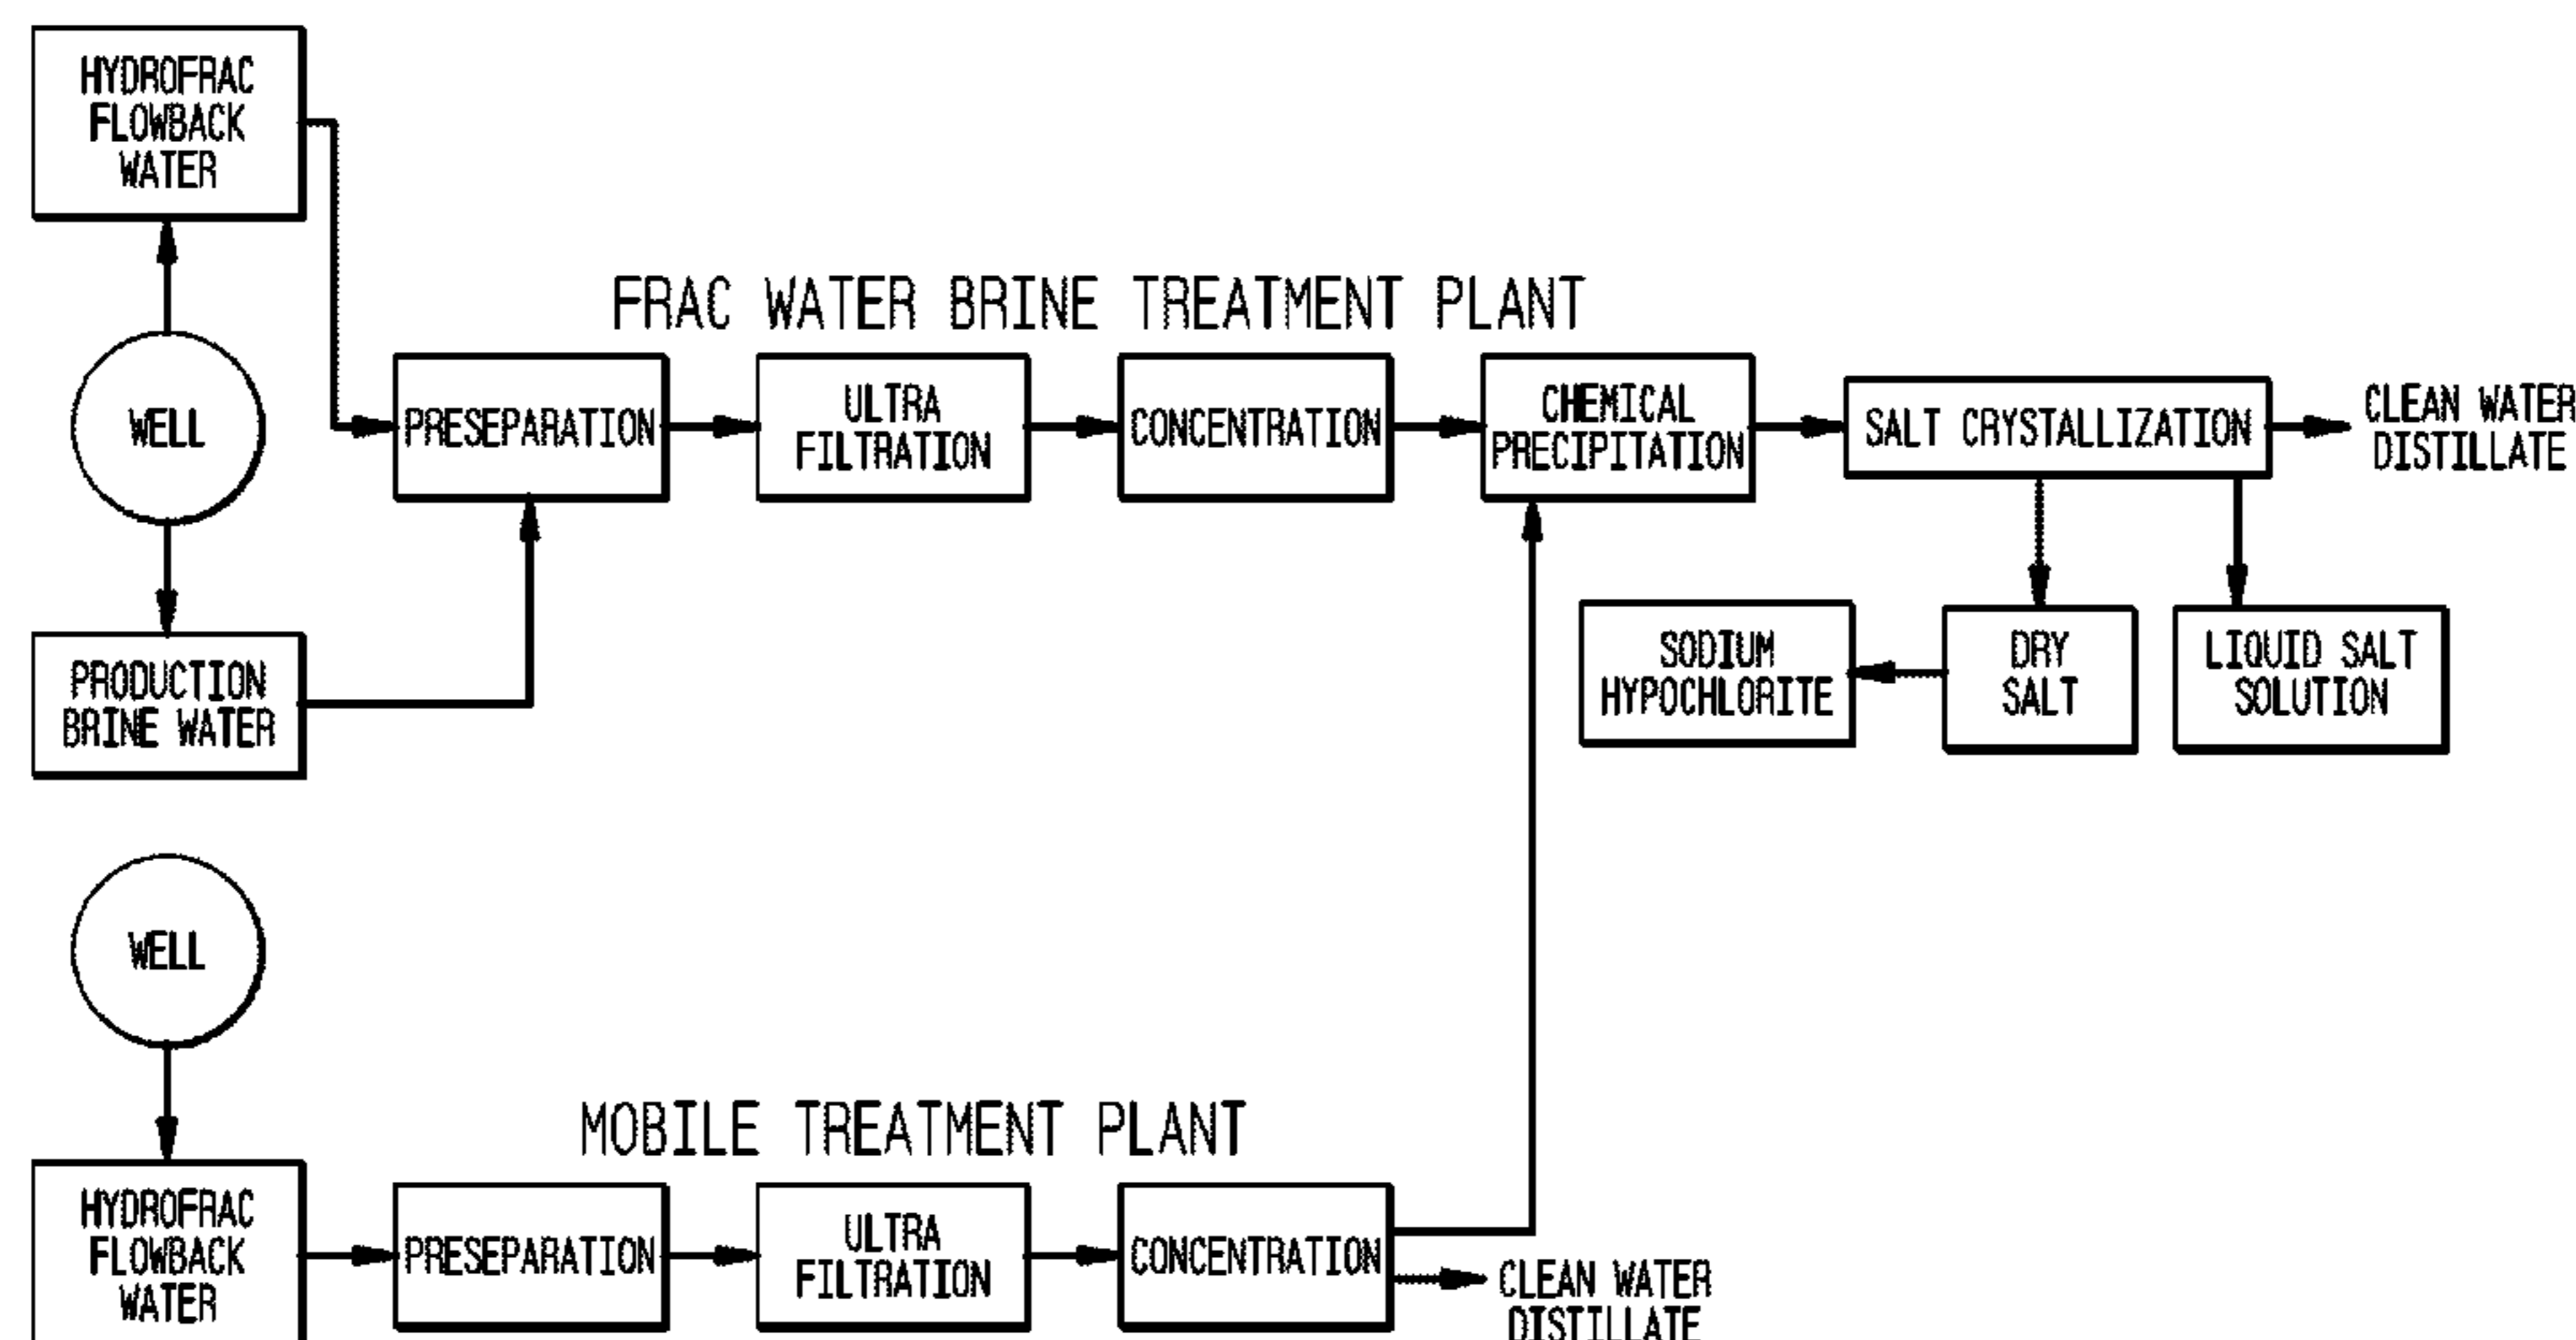 HYDROFRAC
FLOWBACK
WATER
WELL
PRODUCTION
BRINE WATER
FRAC WATER BRINE TREATMENT PLANT
PRESEPARATION
ULTRA
FILTRATION
CONCENTRATION
CHEMICAL
PRECIPITATION
SALT CRYSTALLIZATION
CLEAN WATER
DISTILLATE
SODIUM
HYPOCHLORITE
DRY
SALT
LIQUID SALT
SOLUTION
WELL
HYDROFRAC
FLOWBACK
WATER
MOBILE TREATMENT PLANT
PRESEPARATION
ULTRA
FILTRATION
CONCENTRATION
CLEAN WATER
DISTILLATE